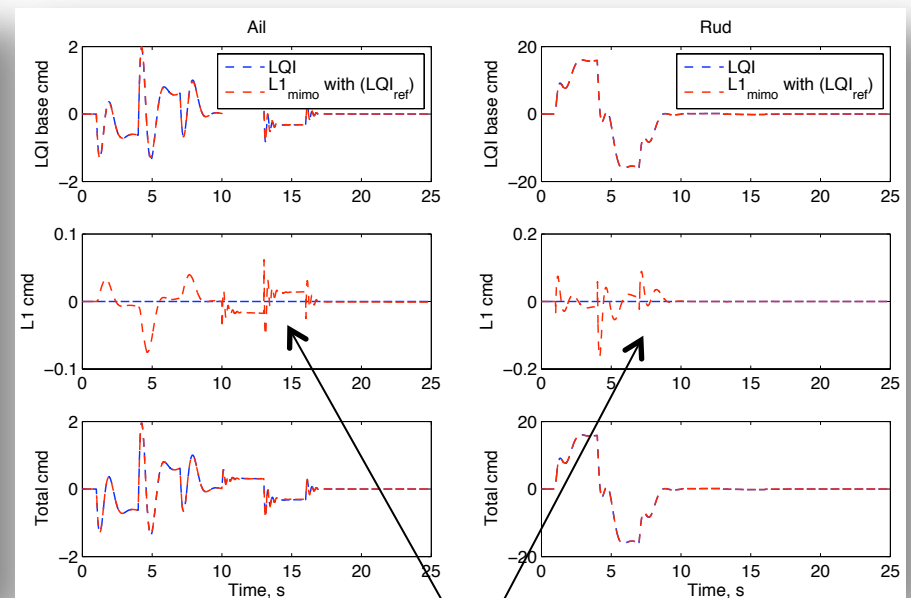 Ail
Rud
LQI base cmd
2
0
−2
0 5 10 15 20 25
LQI
L1mimo with (LQIref)
LQI base cmd
20
0
−20
0 5 10 15 20 25
LQI
L1mimo with (LQIref)
L1 cmd
0.1
0
−0.1
0 5 10 15 20 25
L1 cmd
0.2
0
−0.2
0 5 10 15 20 25
Total cmd
2
0
−2
0 5 10 15 20 25
Time, s
Total cmd
20
0
−20
0 5 10 15 20 25
Time, s